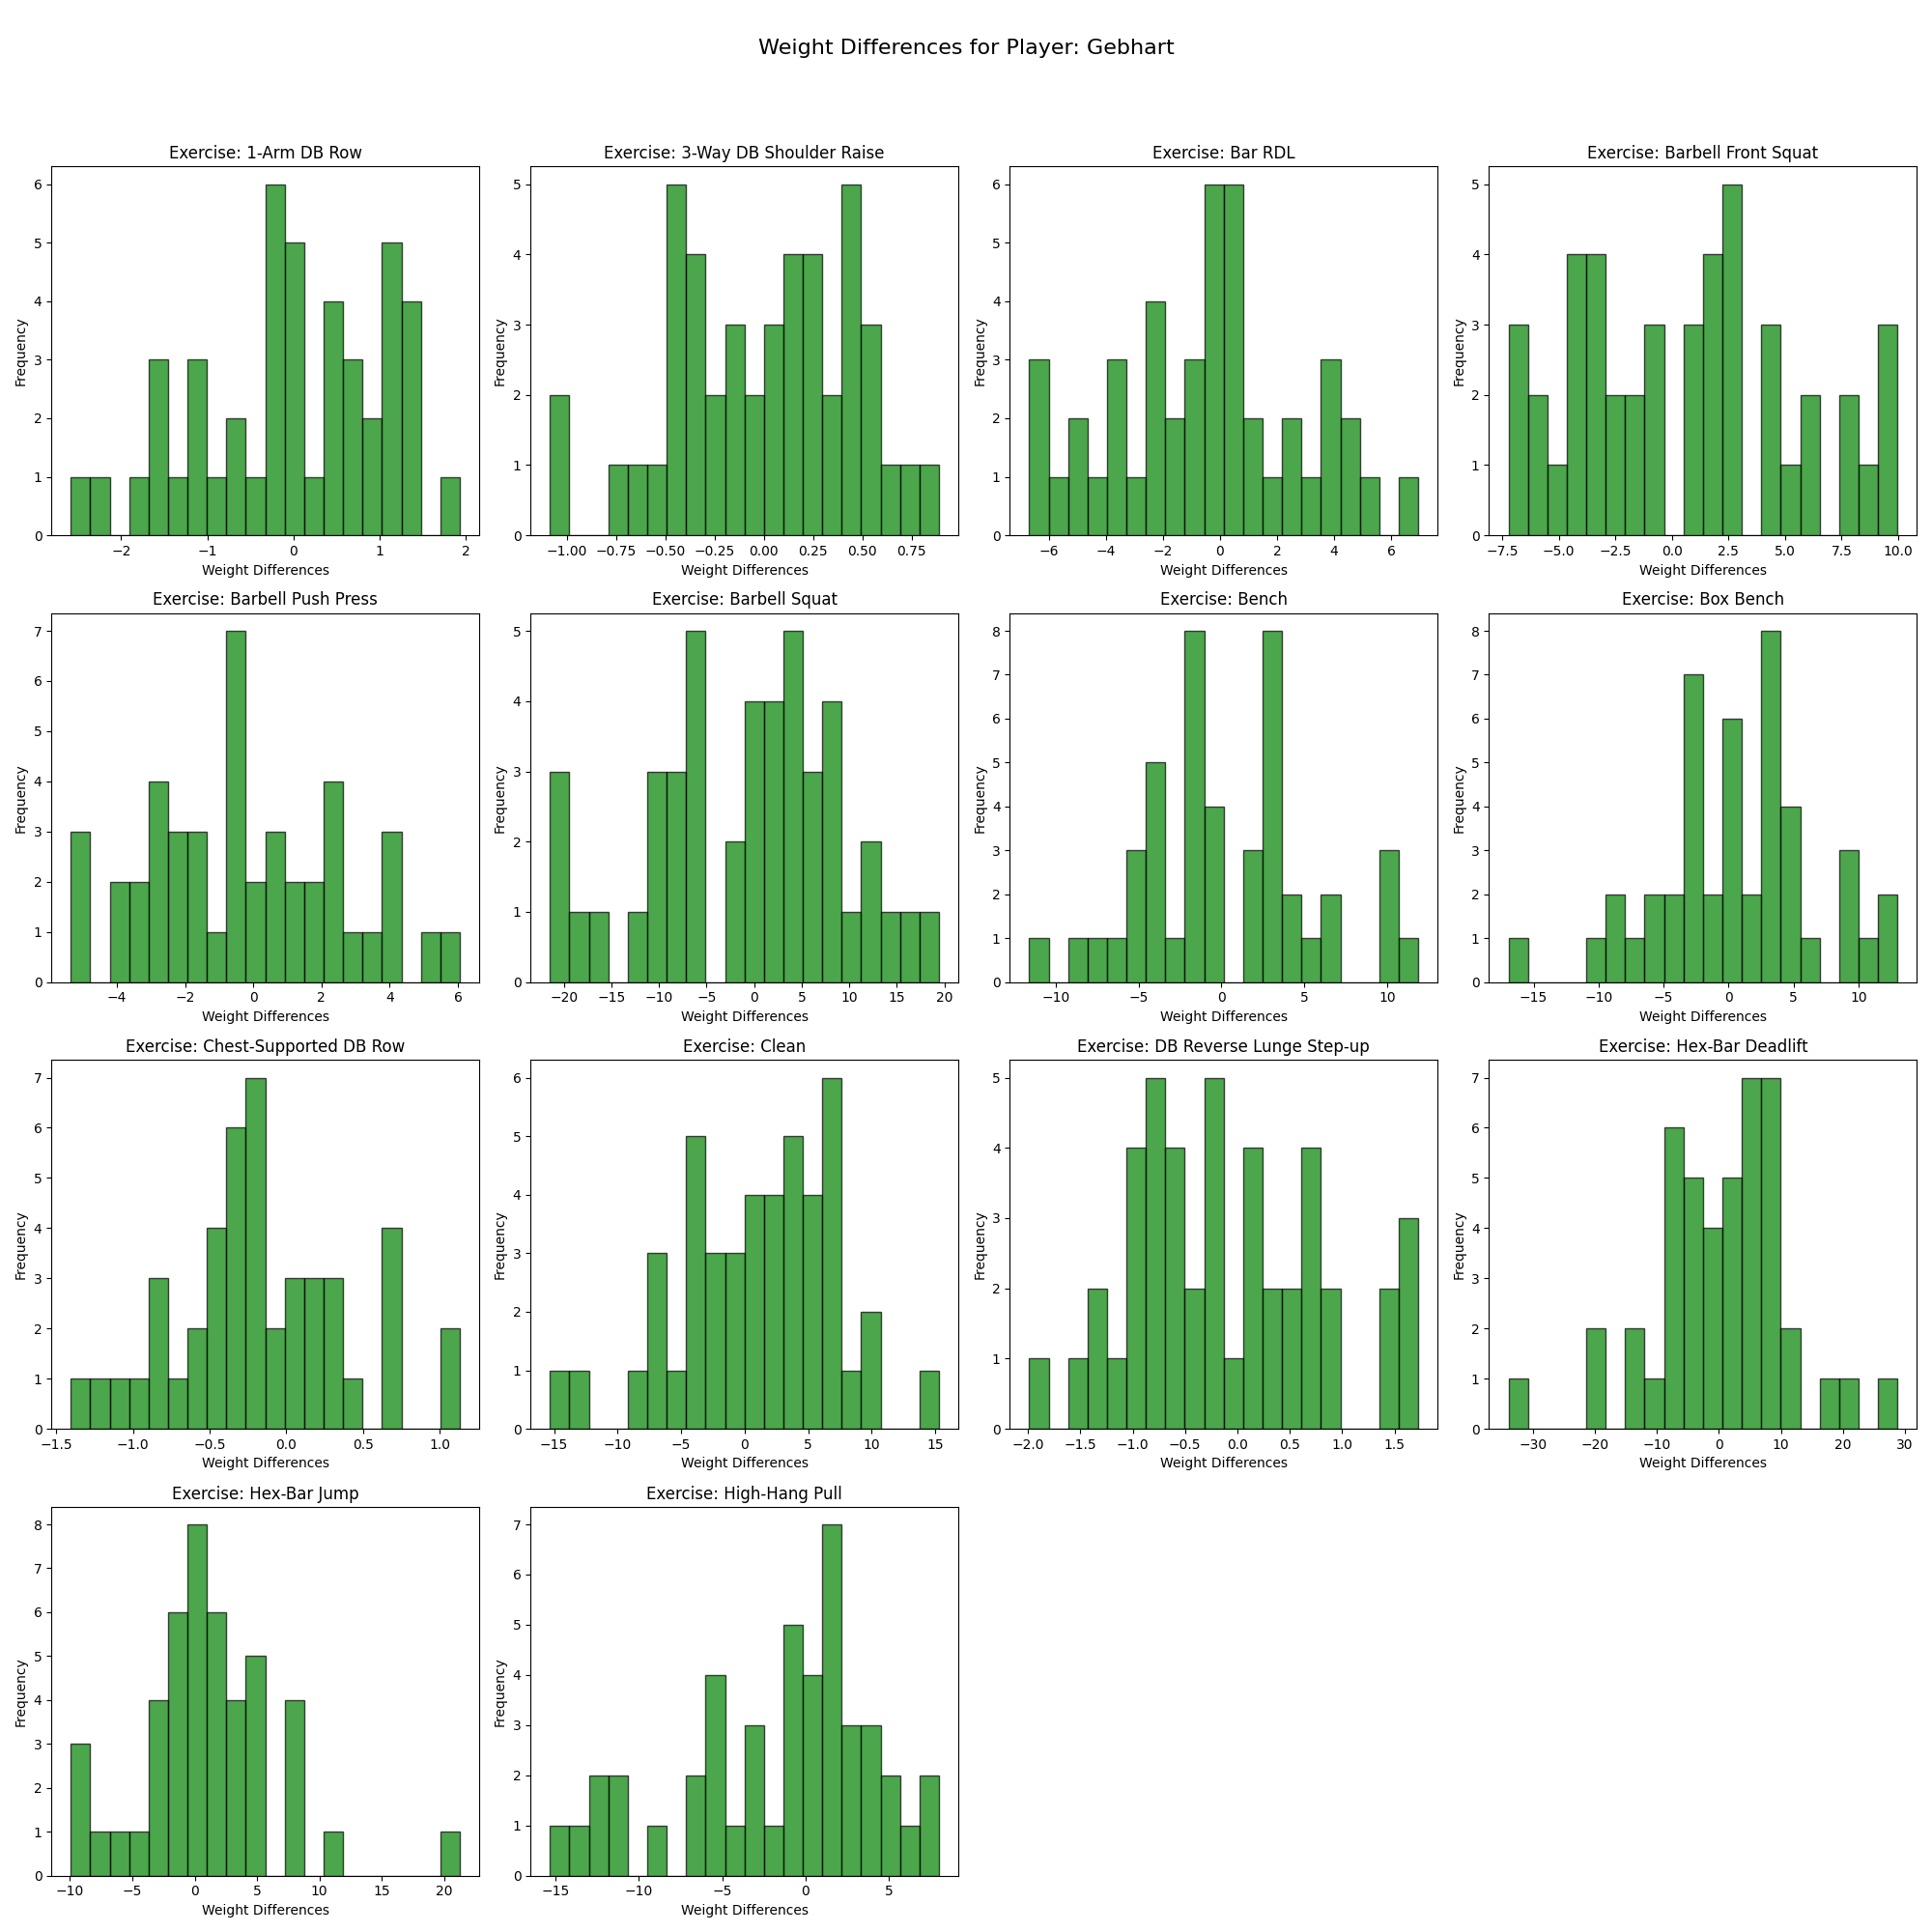 Weight Differences for Player: Gebhart
Exercise: 1-Arm DB Row
Frequency
0 1 2 3 4 5 6
−2 −1 0 1 2
Weight Differences
Exercise: 3-Way DB Shoulder Raise
Frequency
0 1 2 3 4 5
−1.00 −0.75 −0.50 −0.25 0.00 0.25 0.50 0.75
Weight Differences
Exercise: Bar RDL
Frequency
0 1 2 3 4 5 6
−6 −4 −2 0 2 4 6
Weight Differences
Exercise: Barbell Front Squat
Frequency
0 1 2 3 4 5
−7.5 −5.0 −2.5 0.0 2.5 5.0 7.5 10.0
Weight Differences
Exercise: Barbell Push Press
Frequency
0 1 2 3 4 5 6 7
−4 −2 0 2 4 6
Weight Differences
Exercise: Barbell Squat
Frequency
0 1 2 3 4 5
−20 −15 −10 −5 0 5 10 15 20
Weight Differences
Exercise: Bench
Frequency
0 1 2 3 4 5 6 7 8
−10 −5 0 5 10
Weight Differences
Exercise: Box Bench
Frequency
0 1 2 3 4 5 6 7 8
−15 −10 −5 0 5 10
Weight Differences
Exercise: Chest-Supported DB Row
Frequency
0 1 2 3 4 5 6 7
−1.5 −1.0 −0.5 0.0 0.5 1.0
Weight Differences
Exercise: Clean
Frequency
0 1 2 3 4 5 6
−15 −10 −5 0 5 10 15
Weight Differences
Exercise: DB Reverse Lunge Step-up
Frequency
0 1 2 3 4 5
−2.0 −1.5 −1.0 −0.5 0.0 0.5 1.0 1.5
Weight Differences
Exercise: Hex-Bar Deadlift
Frequency
0 1 2 3 4 5 6 7
−30 −20 −10 0 10 20 30
Weight Differences
Exercise: Hex-Bar Jump
Frequency
0 1 2 3 4 5 6 7 8
−10 −5 0 5 10 15 20
Weight Differences
Exercise: High-Hang Pull
Frequency
0 1 2 3 4 5 6 7
−15 −10 −5 0 5
Weight Differences